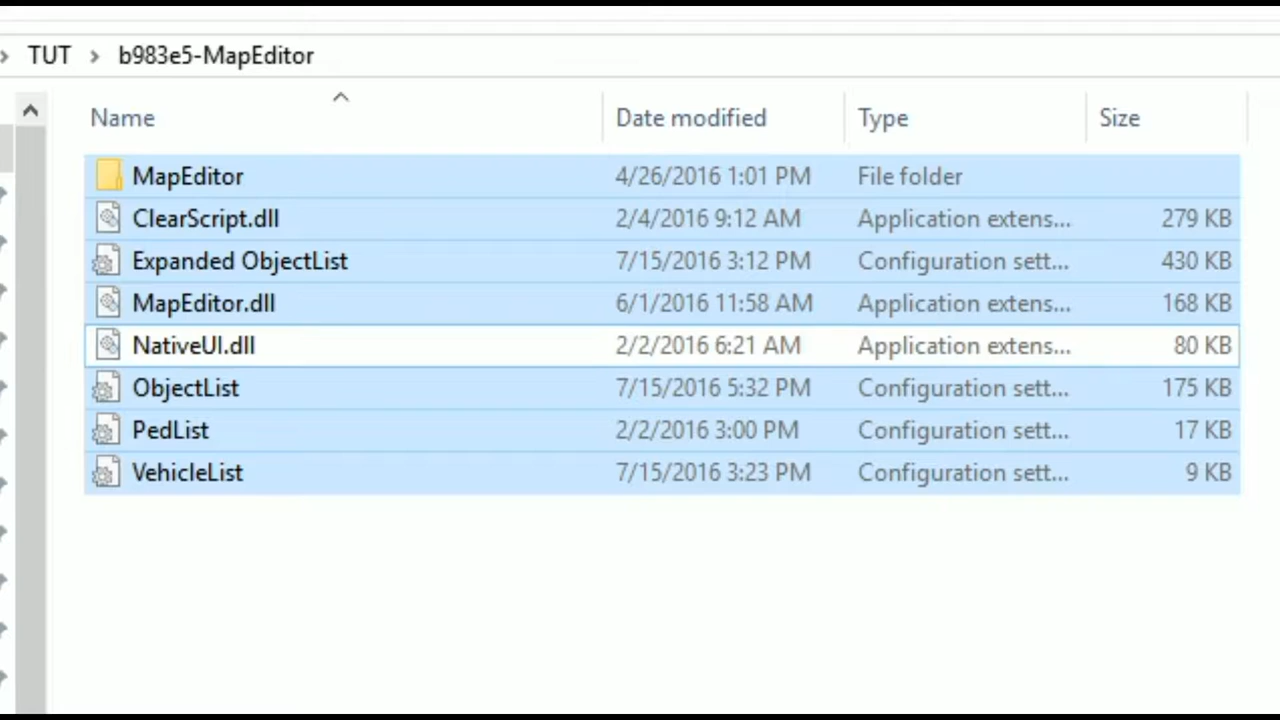 TUT > b983e5-MapEditor
Name Date modified Type Size
MapEditor 4/26/2016 1:01 PM File folder
ClearScript.dll 2/4/2016 9:12 AM Application extens... 279 KB
Expanded ObjectList 7/15/2016 3:12 PM Configuration sett... 430 KB
MapEditor.dll 6/1/2016 11:58 AM Application extens... 168 KB
NativeUI.dll 2/2/2016 6:21 AM Application extens... 80 KB
ObjectList 7/15/2016 5:32 PM Configuration sett... 175 KB
PedList 2/2/2016 3:00 PM Configuration sett... 17 KB
VehicleList 7/15/2016 3:23 PM Configuration sett... 9 KB